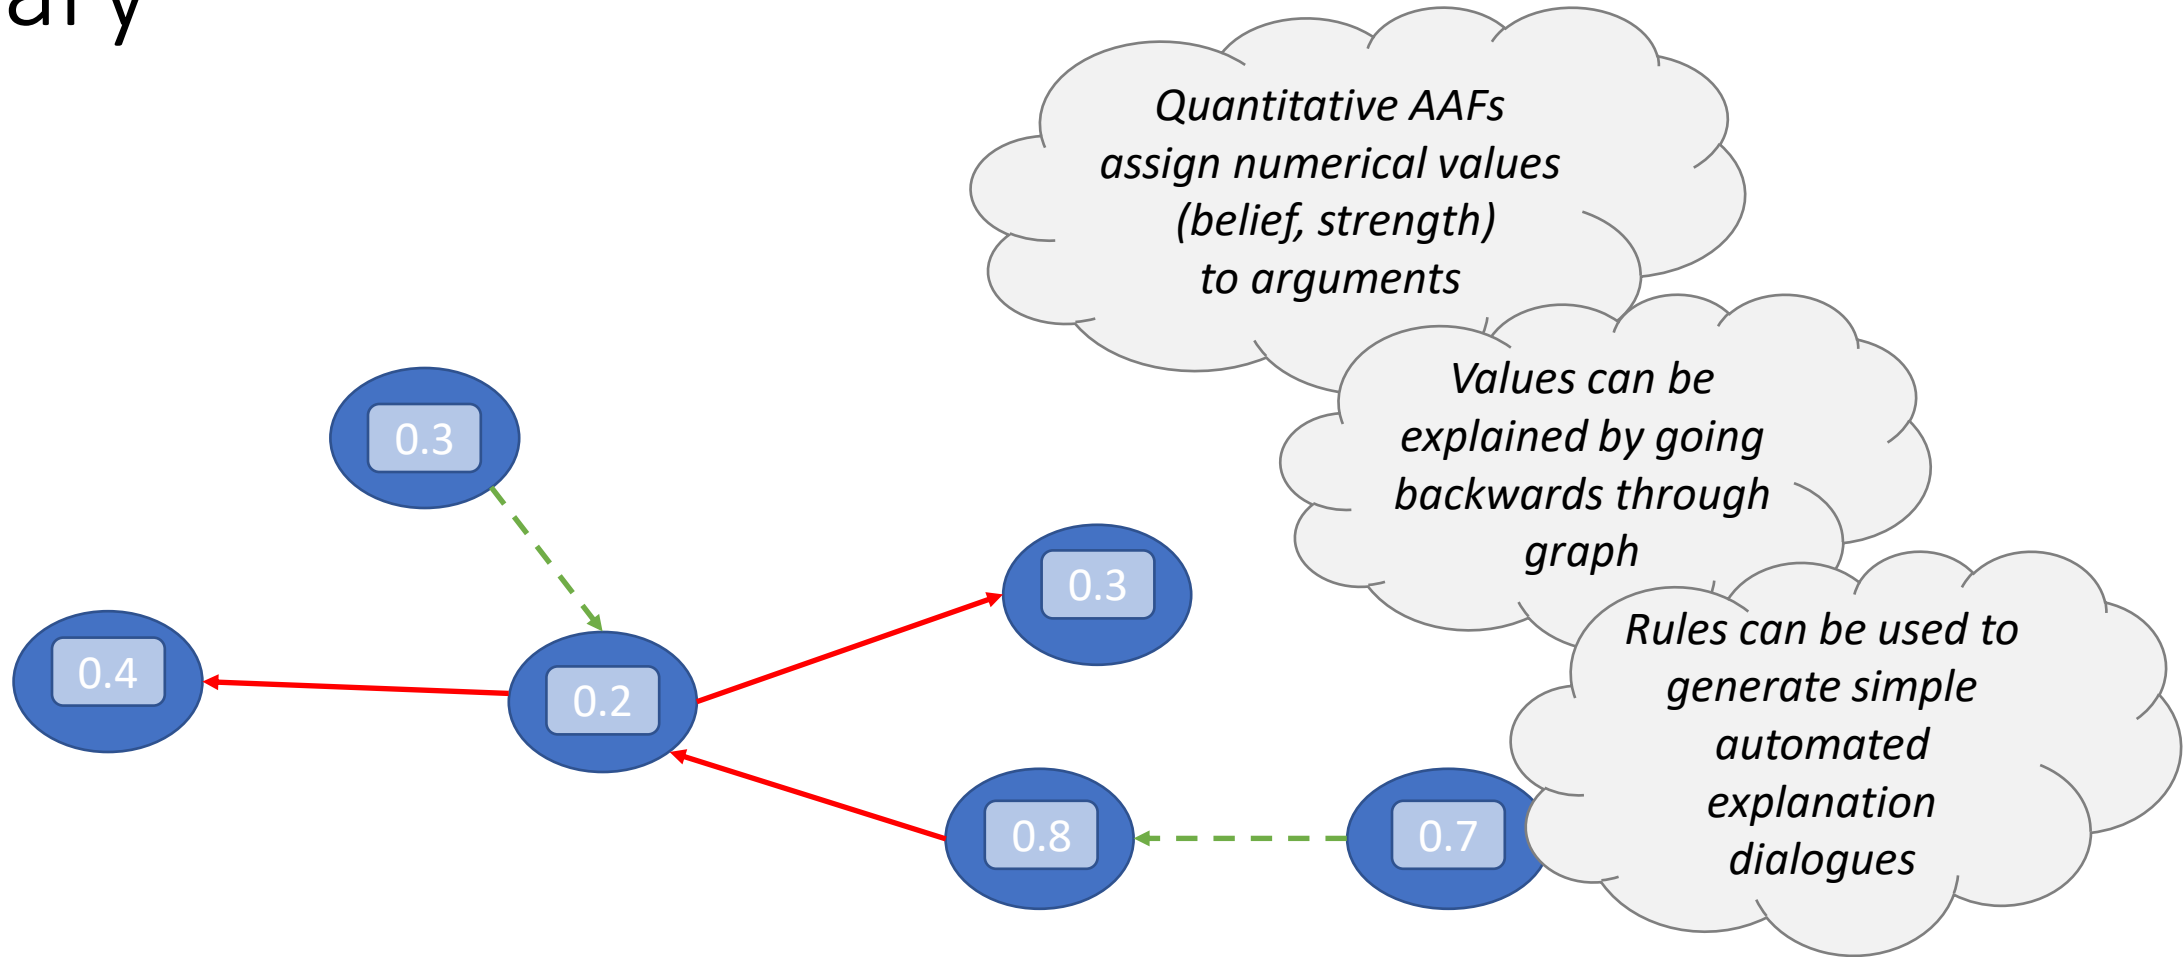 ary
Quantitative AAFs
assign numerical values
(belief, strength)
to arguments
Values can be
explained by going
backwards through
graph
Rules can be used to
generate simple
automated
explanation
dialogues
0.3
0.3
0.4
0.2
0.8
0.7